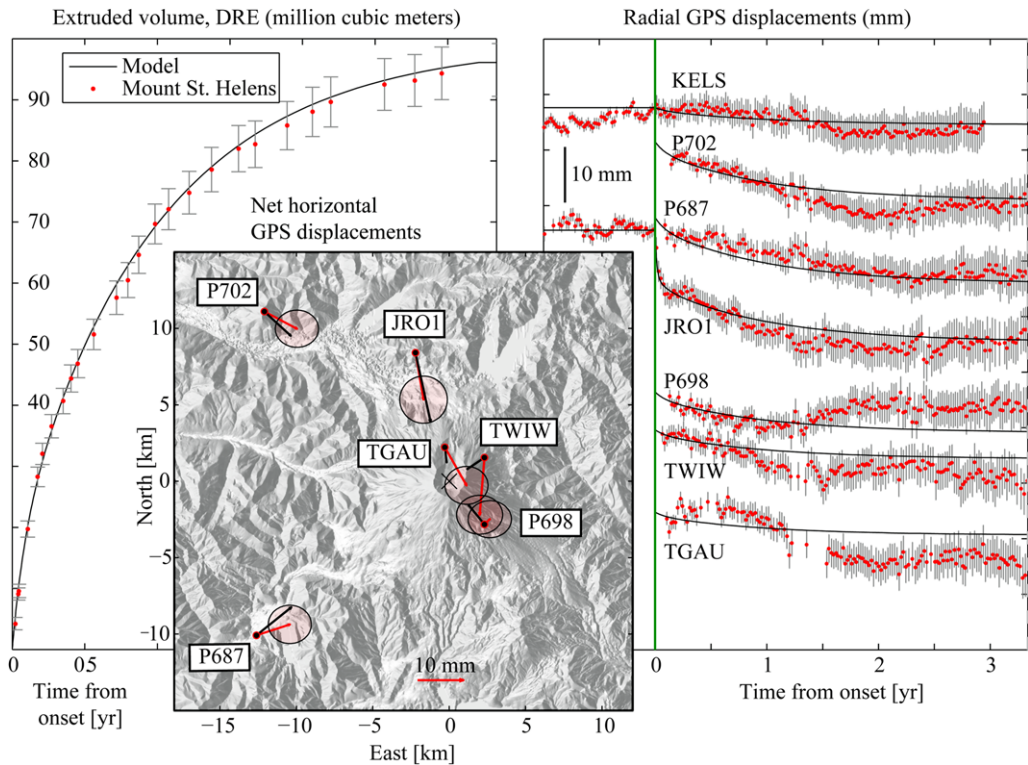 Extruded volume, DRE (million cubic meters)
Radial GPS displacements (mm)
Model
Mount St. Helens
90
80
70
60
50
40
Net horizontal
GPS displacements
0
05
Time from
onset [yr]
P702
JRO1
TWIW
TGAU
P698
P687
10 mm
10
5
0
−5
−10
North [km]
−15
−10
−5
0
5
10
East [km]
KELS
P702
10 mm
P687
JRO1
P698
TWIW
TGAU
0
1
2
3
Time from onset [yr]